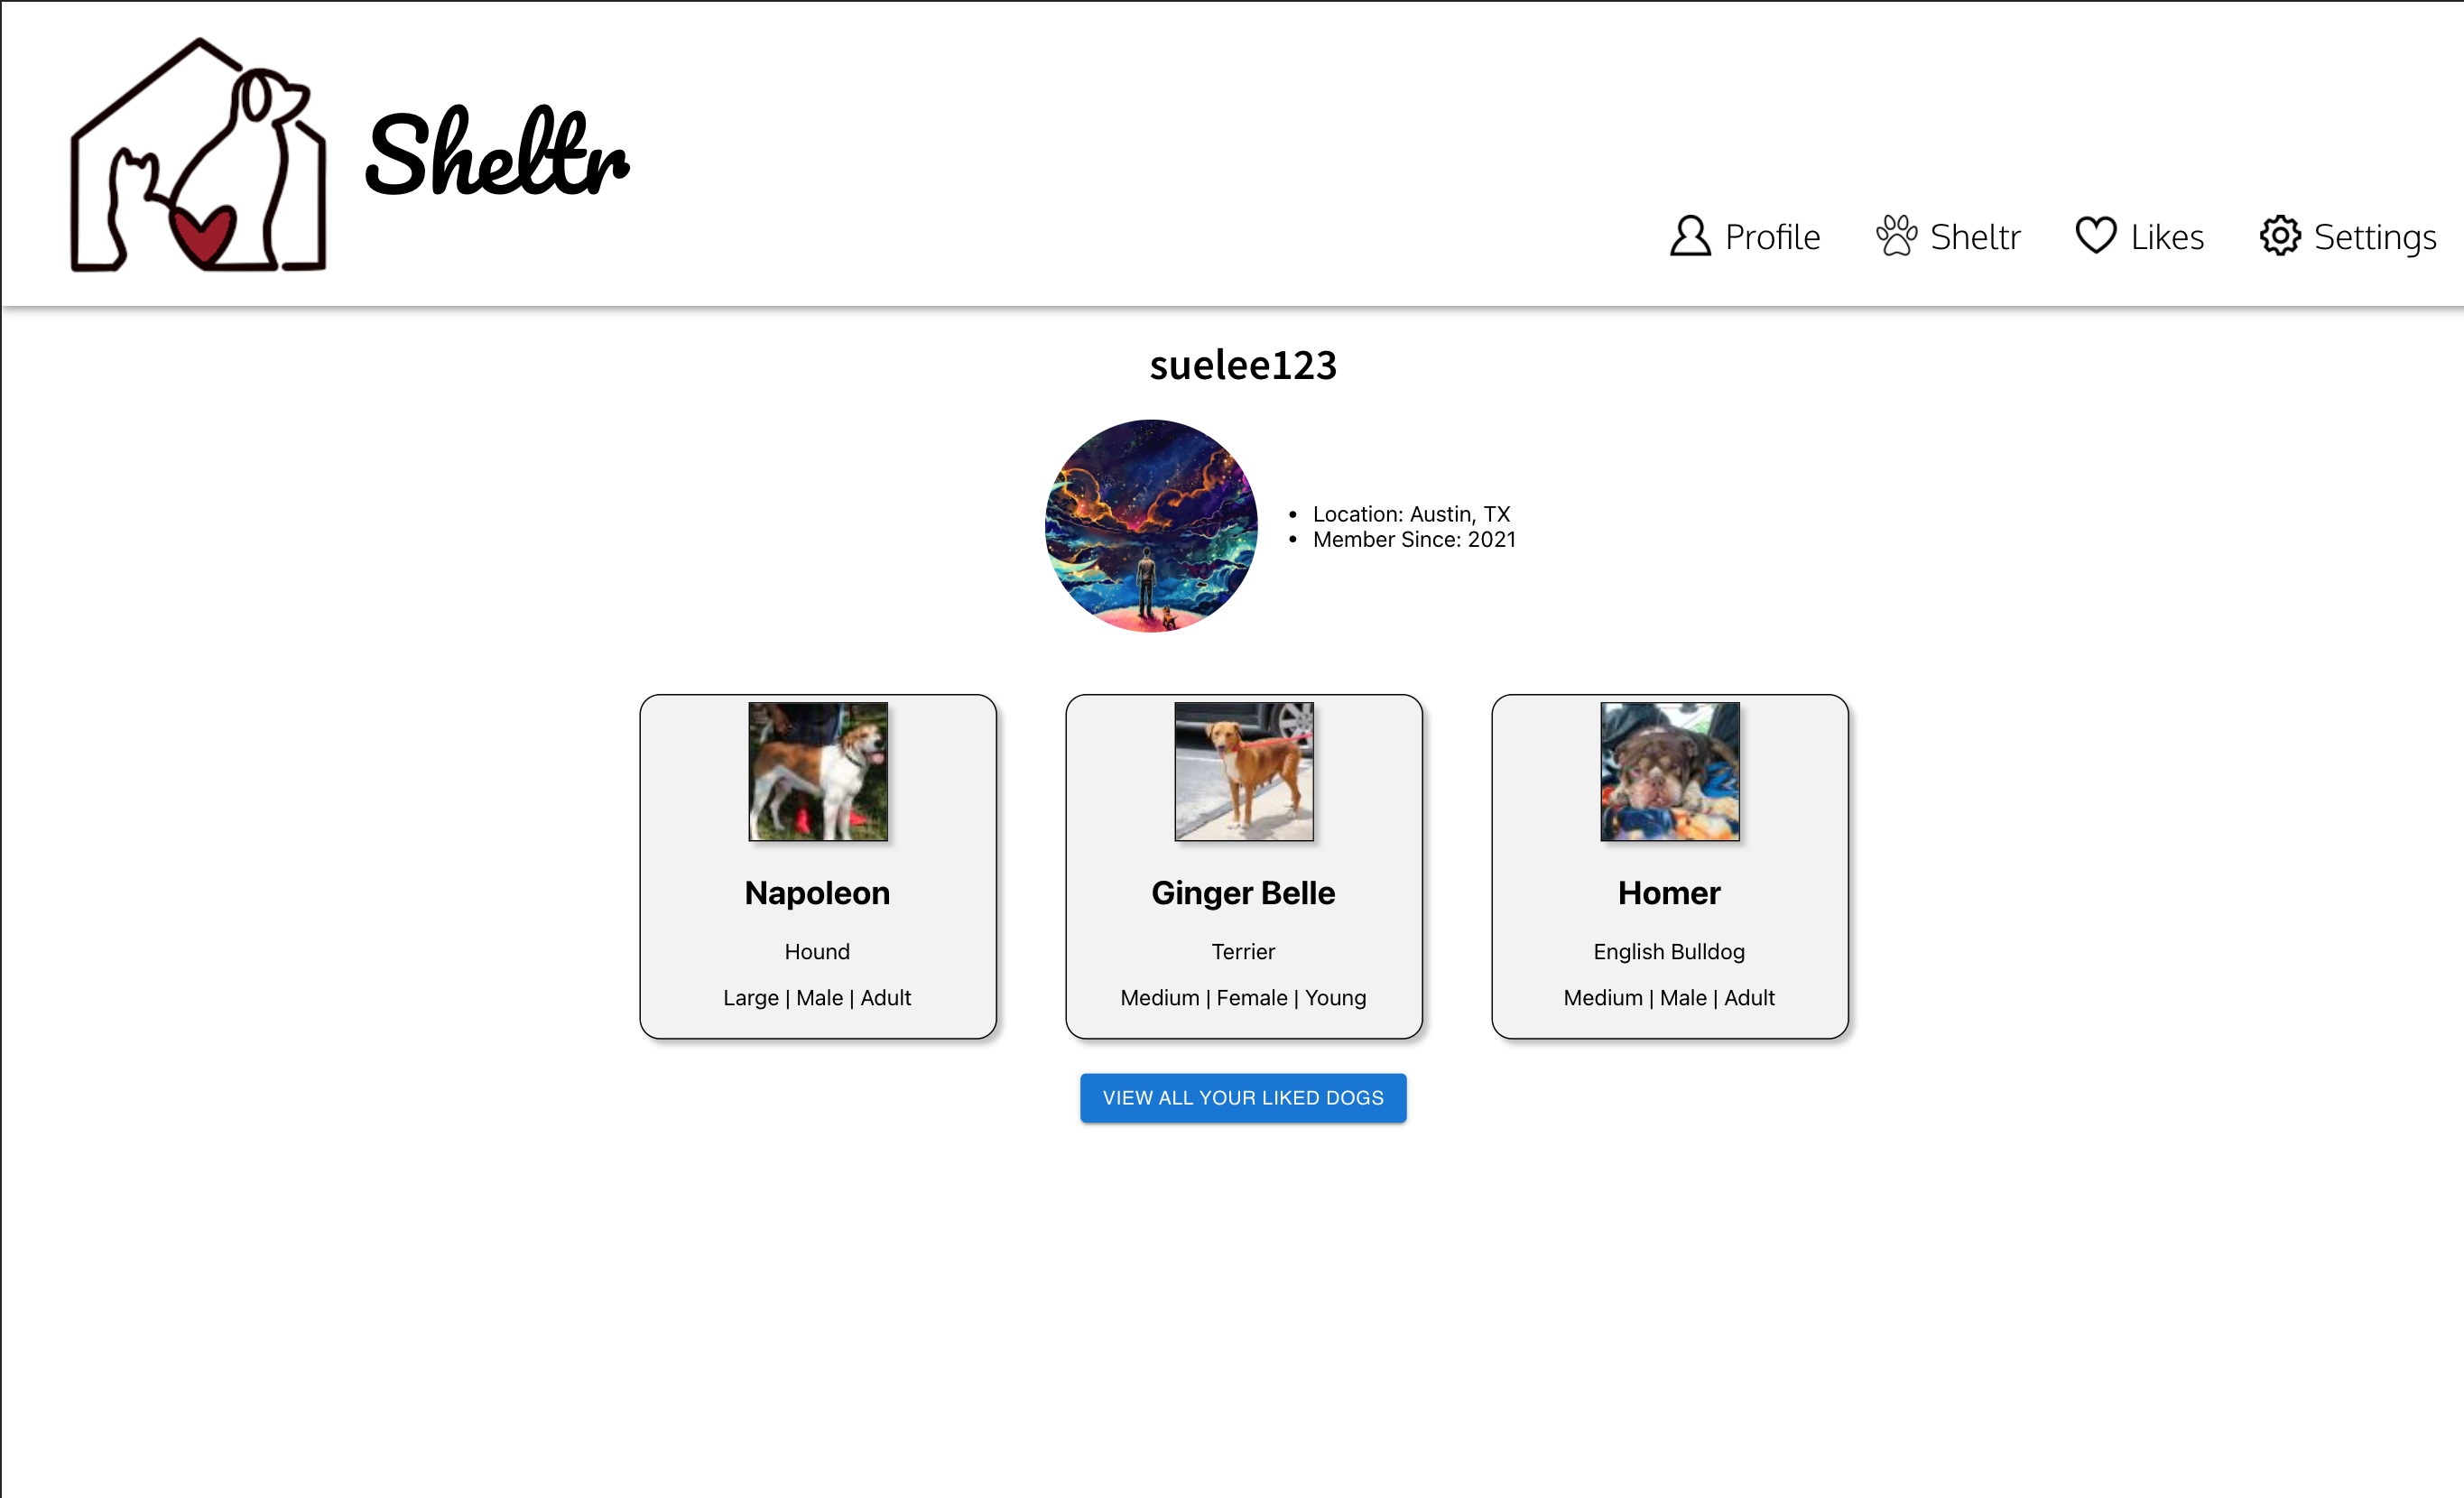 Sheltr
Profile Sheltr Likes Settings
suelee123
• Location: Austin, TX
• Member Since: 2021
Napoleon
Hound
Large | Male | Adult
Ginger Belle
Terrier
Medium | Female | Young
Homer
English Bulldog
Medium | Male | Adult
VIEW ALL YOUR LIKED DOGS